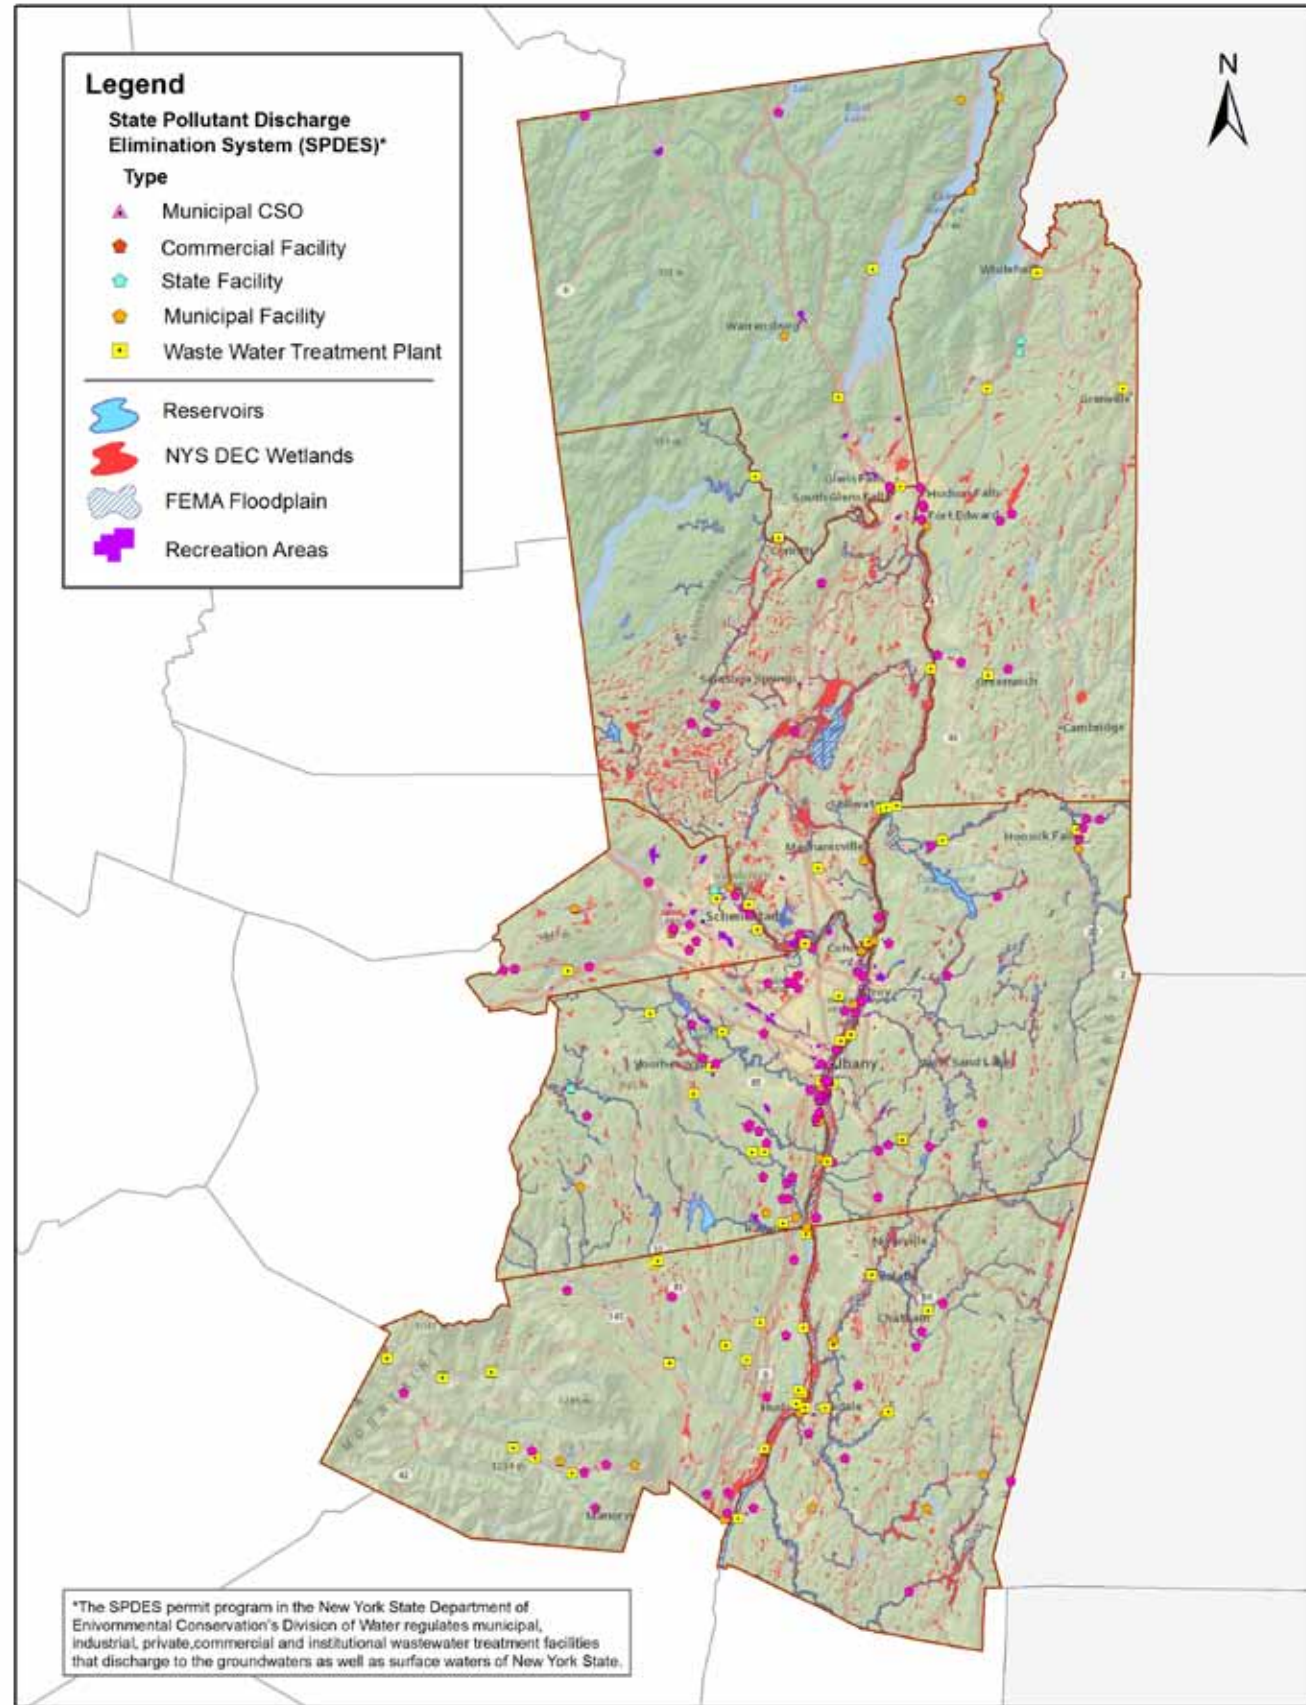 Legend
State Pollutant Discharge
Elimination System (SPDES)*
Type
Municipal CSO
Commercial Facility
State Facility
Municipal Facility
Waste Water Treatment Plant
Reservoirs
NYS DEC Wetlands
FEMA Floodplain
Recreation Areas
N
Whitehall
Warrensburg
Granville
Glens Falls
South Glens Falls
Hudson Falls
Fort Edward
Corinth
Saratoga Springs
Greenwich
Cambridge
Stillwater
Hoosick Falls
Mechanicville
Schenectady
Cohoes
Troy
Albany
West Sand Lake
Voorheesville
85
Chatham
42
*The SPDES permit program in the New York State Department of
Enivornmental Conservation's Division of Water regulates municipal,
industrial, private,commercial and institutional wastewater treatment facilities
that discharge to the groundwaters as well as surface waters of New York State.